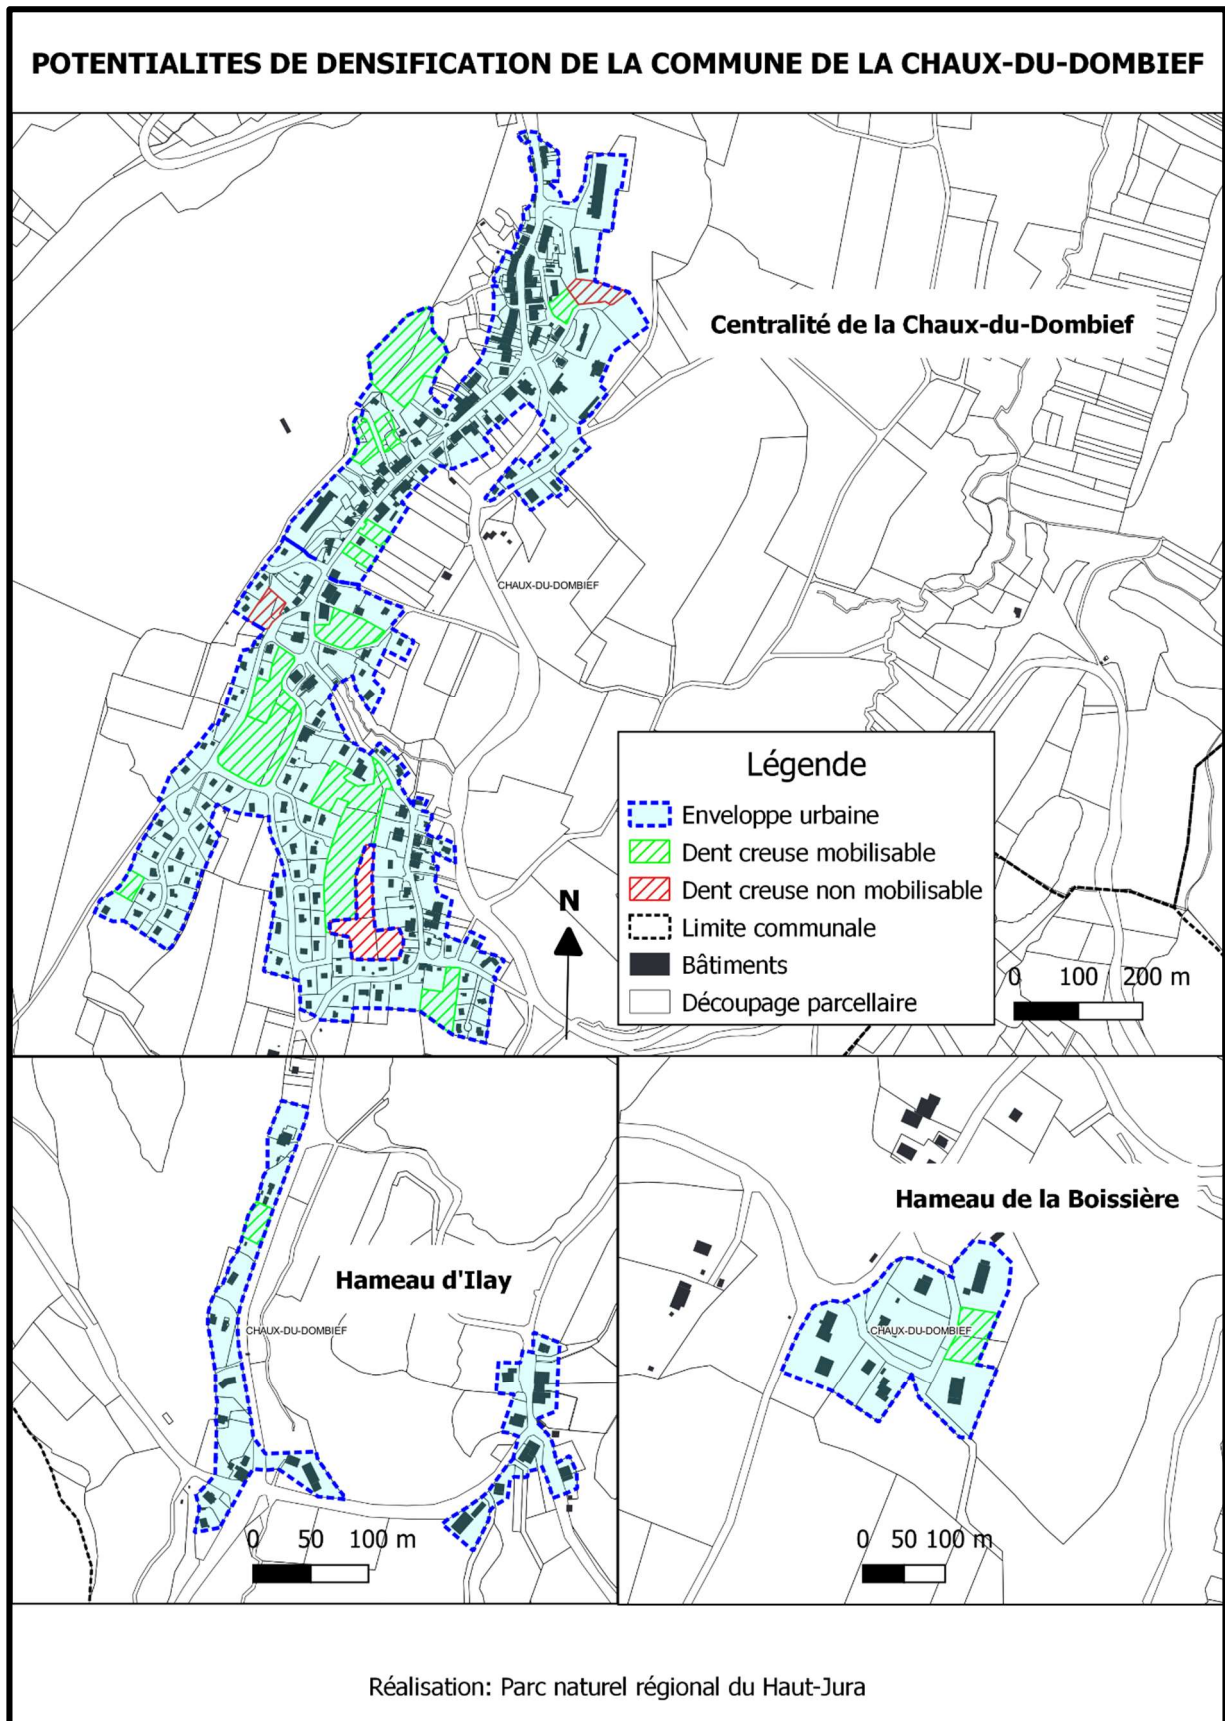 POTENTIALITES DE DENSIFICATION DE LA COMMUNE DE LA CHAUX-DU-DOMBIEF
Centralité de la Chaux-du-Dombief
CHAUX-DU-DOMBIEF
Légende
Enveloppe urbaine
Dent creuse mobilisable
Dent creuse non mobilisable
Limite communale
Bâtiments
Découpage parcellaire
N
0 100 200 m
Hameau d'Ilay
CHAUX-DU-DOMBIEF
0 50 100 m
Hameau de la Boissière
CHAUX-DU-DOMBIEF
0 50 100 m
Réalisation: Parc naturel régional du Haut-Jura